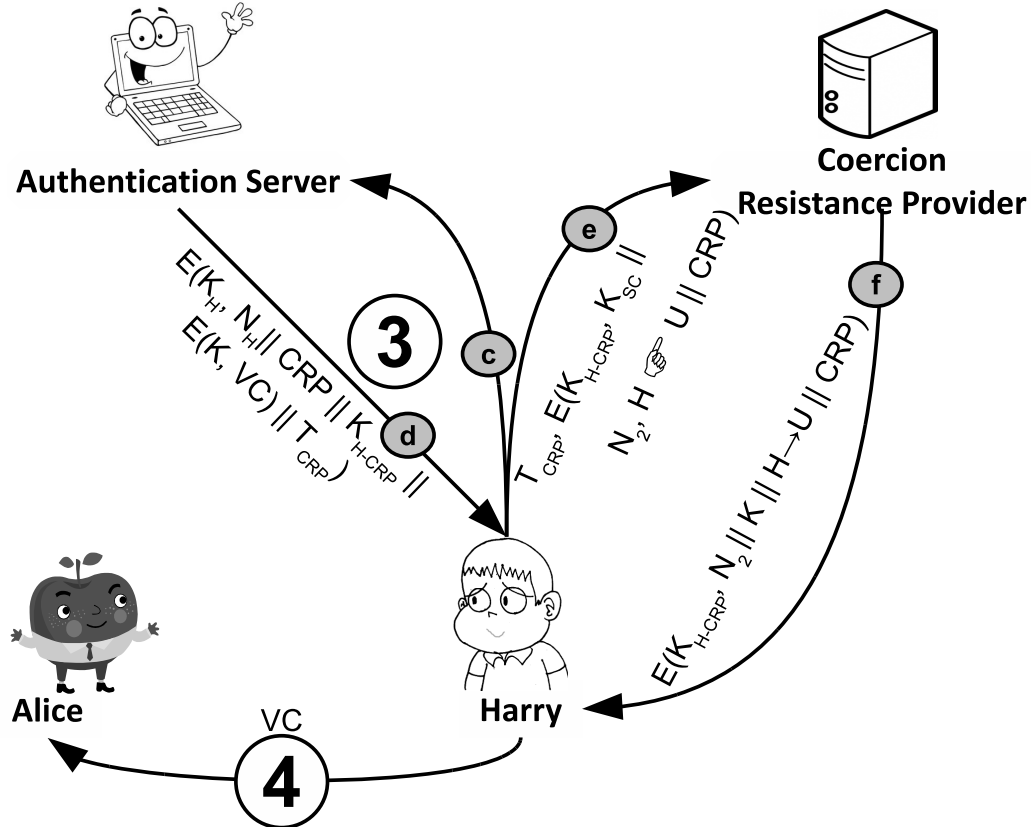 Authentication Server
Coercion
Resistance Provider
e
f
E(K_H, N_H || CRP || K_H-CRP ||
E(K, VC) || T_CRP)
3
c
d
T_CRP, E(K_H-CRP, K_SC ||
N_2, H ☞ U || CRP)
E(K_H-CRP, N_2 || K || H→U || CRP)
Alice
Harry
VC
4